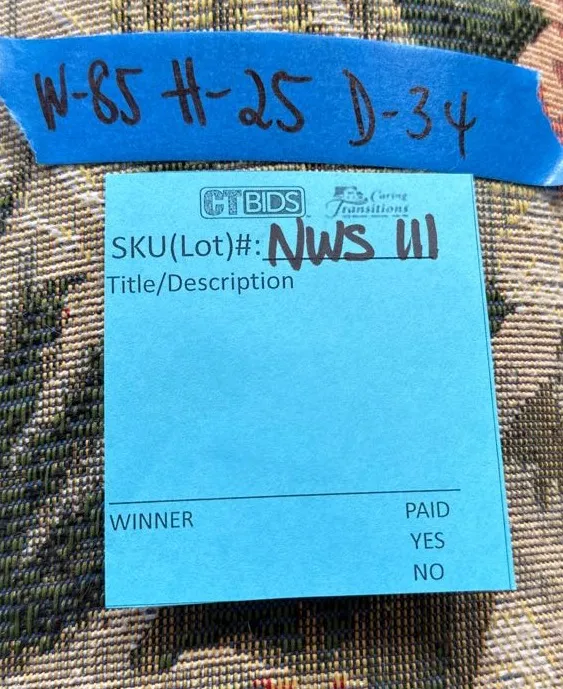 W-85 H-25 D-34
CTBIDS Caring
Transitions
SKU(Lot)#: NWS 111
Title/Description
WINNER PAID
YES
NO